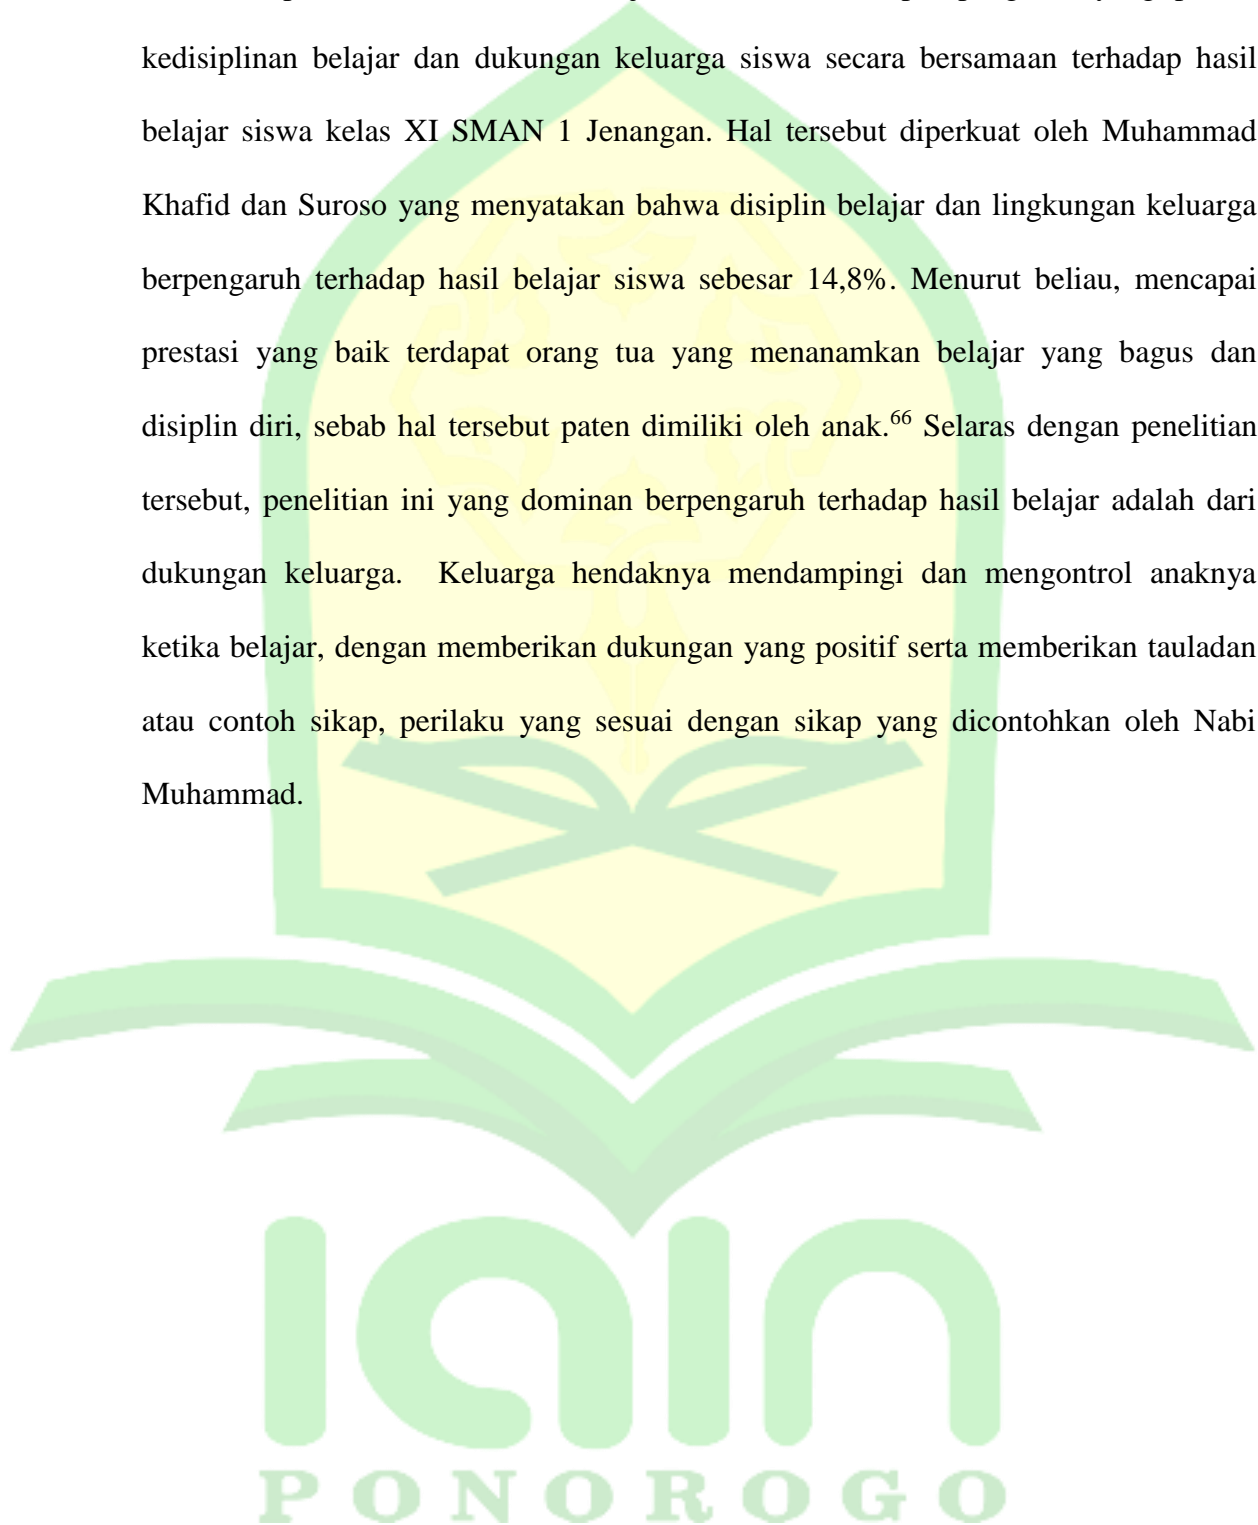 kedisiplinan belajar dan dukungan keluarga siswa secara bersamaan terhadap hasil
belajar siswa kelas XI SMAN 1 Jenangan. Hal tersebut diperkuat oleh Muhammad
Khafid dan Suroso yang menyatakan bahwa disiplin belajar dan lingkungan keluarga
berpengaruh terhadap hasil belajar siswa sebesar 14,8%. Menurut beliau, mencapai
prestasi yang baik terdapat orang tua yang menanamkan belajar yang bagus dan
disiplin diri, sebab hal tersebut paten dimiliki oleh anak.66 Selaras dengan penelitian
tersebut, penelitian ini yang dominan berpengaruh terhadap hasil belajar adalah dari
dukungan keluarga. Keluarga hendaknya mendampingi dan mengontrol anaknya
ketika belajar, dengan memberikan dukungan yang positif serta memberikan tauladan
atau contoh sikap, perilaku yang sesuai dengan sikap yang dicontohkan oleh Nabi
Muhammad.
iain
PONOROGO